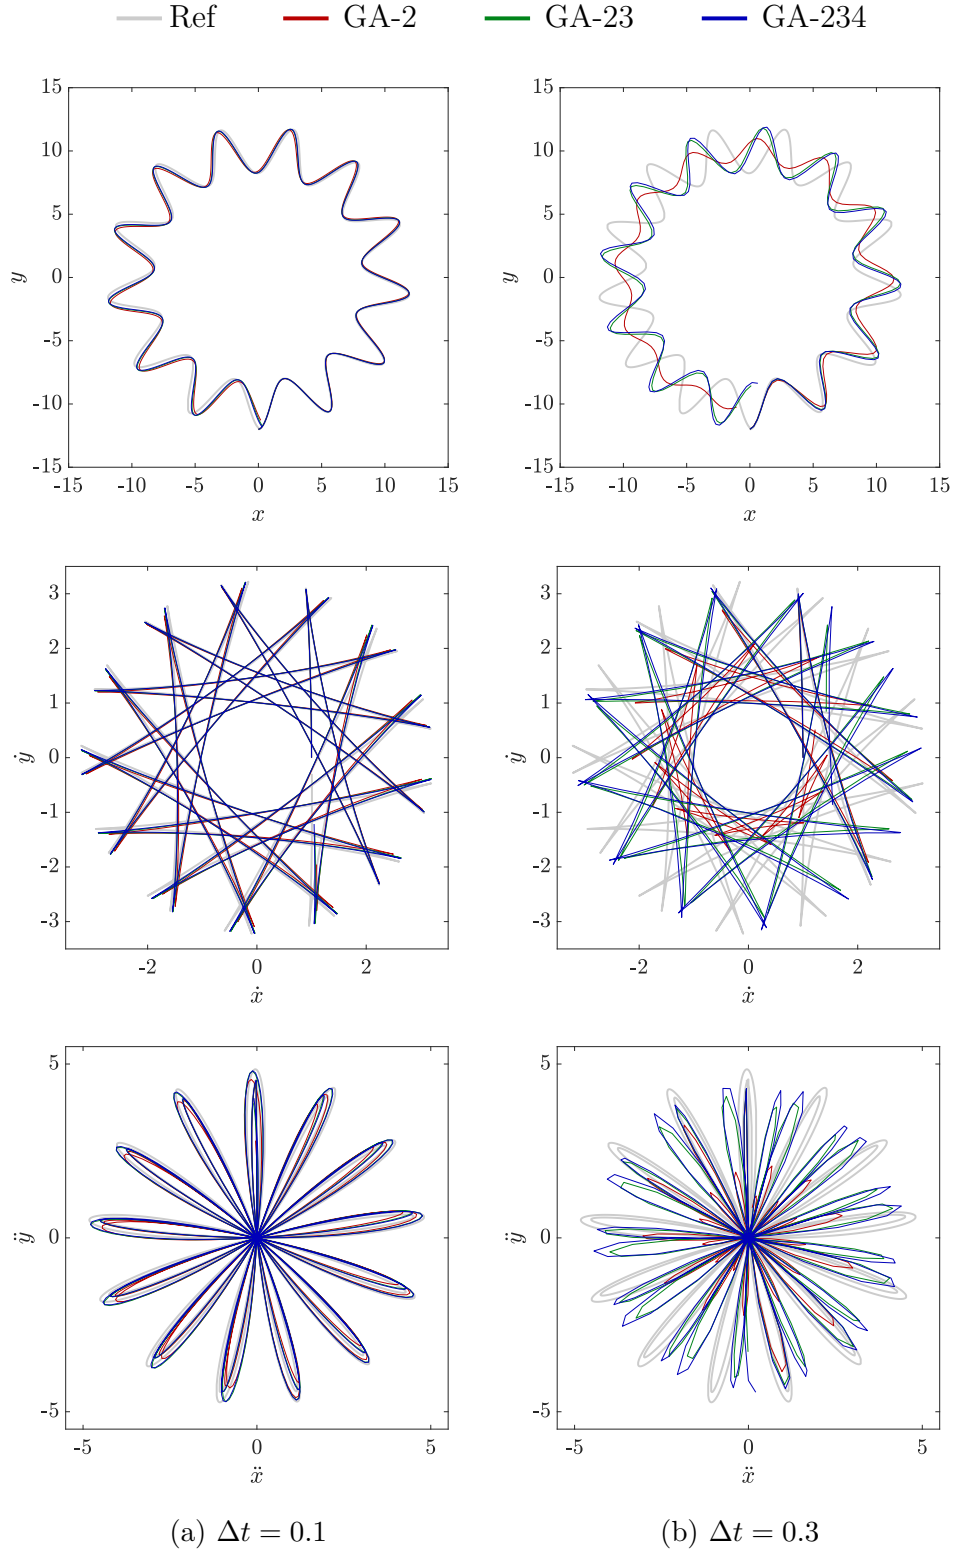 Ref GA-2 GA-23 GA-234
15 15
10 10
5 5
y 0 y 0
-5 -5
-10 -10
-15 -15
-15 -10 -5 0 5 10 15 -15 -10 -5 0 5 10 15
x x
3 3
2 2
1 1
ẏ 0 ẏ 0
-1 -1
-2 -2
-3 -3
-2 0 2 -2 0 2
ẋ ẋ
5 5
ÿ 0 ÿ 0
-5 -5
-5 0 5 -5 0 5
ẍ ẍ
(a) Δt = 0.1 (b) Δt = 0.3